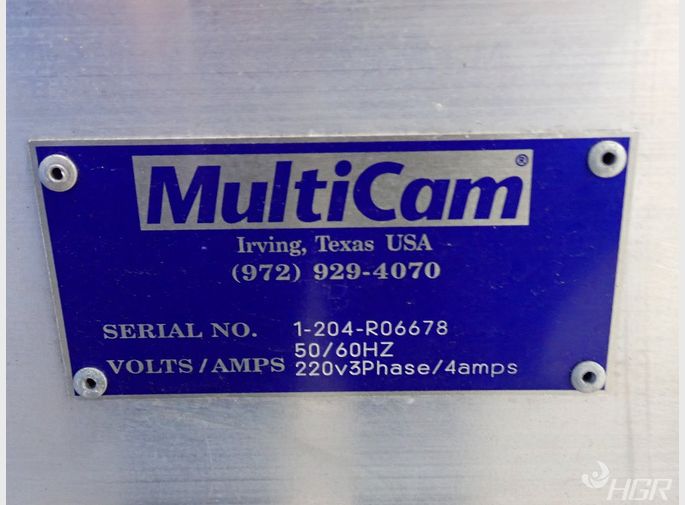 MultiCam®
Irving, Texas USA
(972) 929-4070
SERIAL NO. 1-204-R06678
50/60HZ
VOLTS/AMPS 220v3Phase/4amps
HGR